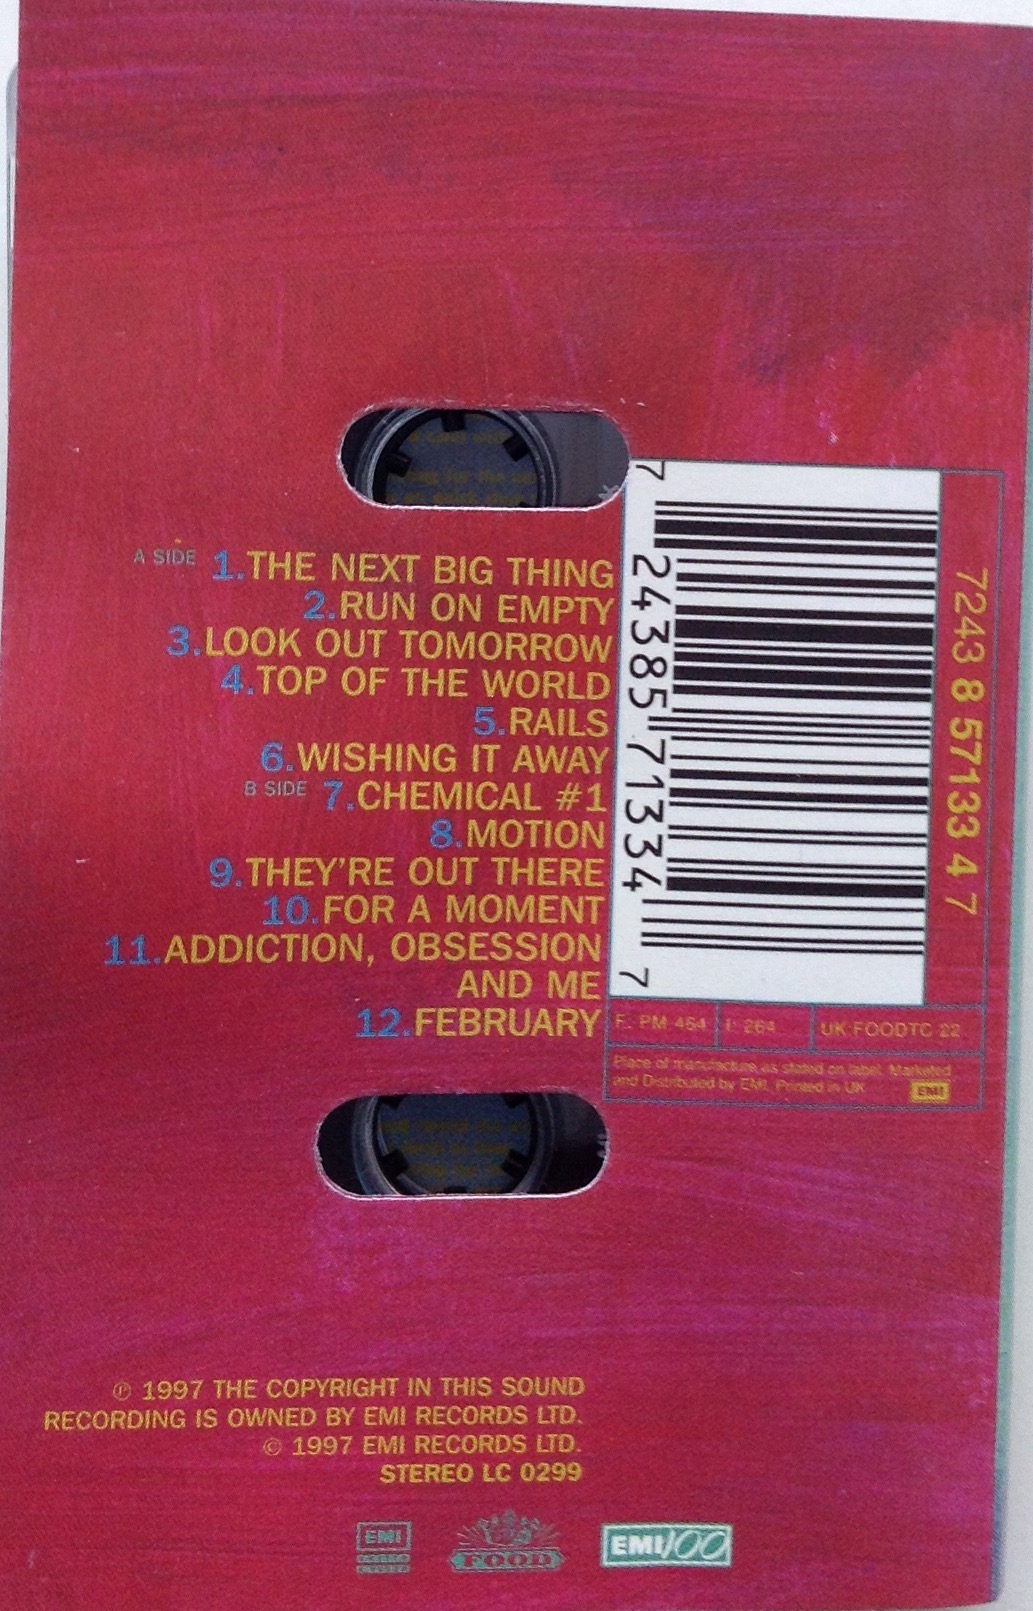 A SIDE 1.THE NEXT BIG THING
2.RUN ON EMPTY
3.LOOK OUT TOMORROW
4.TOP OF THE WORLD
5.RAILS
6.WISHING IT AWAY
B SIDE 7.CHEMICAL #1
8.MOTION
9.THEY'RE OUT THERE
10.FOR A MOMENT
11.ADDICTION, OBSESSION
AND ME
12.FEBRUARY
7 24385 71334 7
7243 8 57133 4 7
F: PM 454 I: 264 UK:FOODTC 22
Place of manufacture as stated on label. Marketed
and Distributed by EMI. Printed in UK EMI
℗ 1997 THE COPYRIGHT IN THIS SOUND
RECORDING IS OWNED BY EMI RECORDS LTD.
© 1997 EMI RECORDS LTD.
STEREO LC 0299
EMI FOOD EMI/100